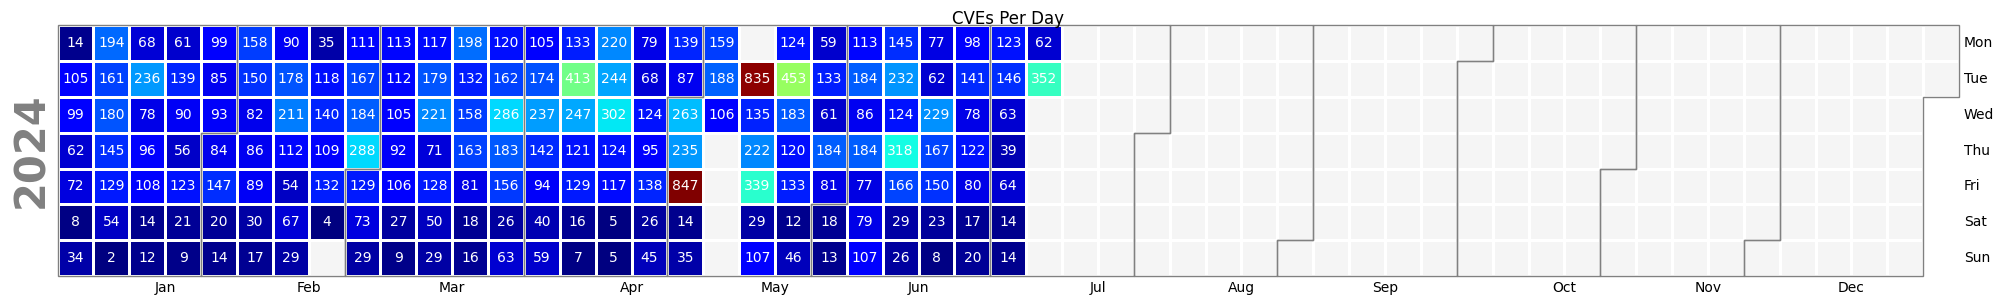 CVEs Per Day
14 194 68 61 99 158 90 35 111 113 117 198 120 105 133 220 79 139 159 124 59 113 145 77 98 123 62 Mon
105 161 236 139 85 150 178 118 167 112 179 132 162 174 413 244 68 87 188 835 453 133 184 232 62 141 146 352 Tue
99 180 78 90 93 82 211 140 184 105 221 158 286 237 247 302 124 263 106 135 183 61 86 124 229 78 63 Wed
62 145 96 56 84 86 112 109 288 92 71 163 183 142 121 124 95 235 222 120 184 184 318 167 122 39 Thu
72 129 108 123 147 89 54 132 129 106 128 81 156 94 129 117 138 847 339 133 81 77 166 150 80 64 Fri
8 54 14 21 20 30 67 4 73 27 50 18 26 40 16 5 26 14 29 12 18 79 29 23 17 14 Sat
34 2 12 9 14 17 29 29 9 29 16 63 59 7 5 45 35 107 46 13 107 26 8 20 14 Sun
2024
Jan Feb Mar Apr May Jun Jul Aug Sep Oct Nov Dec